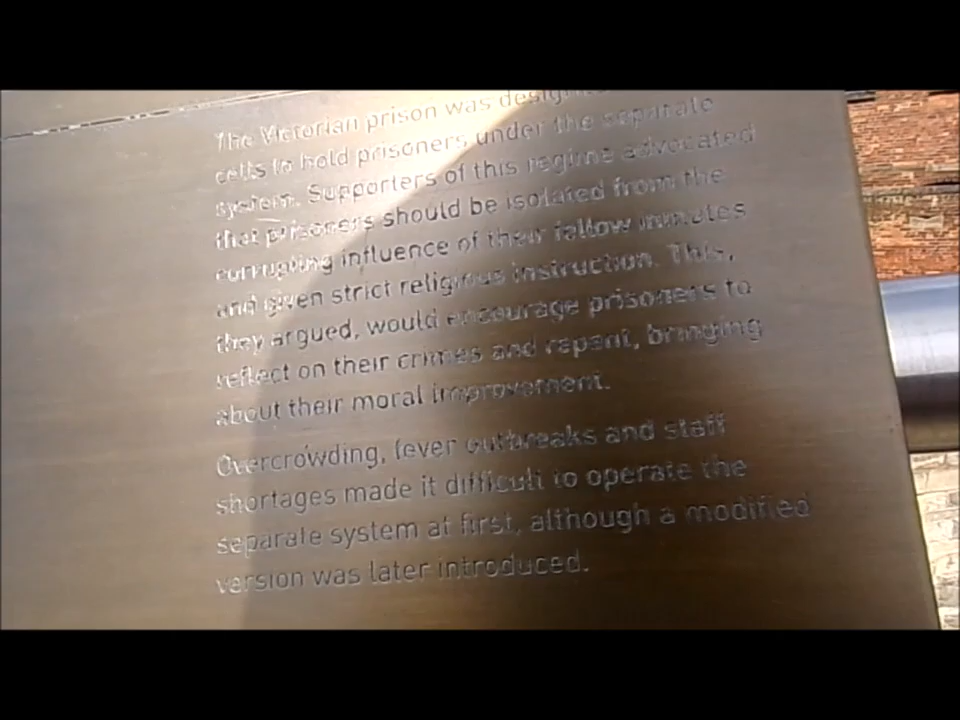 The Victorian prison was
cells to hold prisoners under the separate
system. Supporters of this regime advocated
that prisoners should be isolated from the
corrupting influence of their fellow inmates
and given strict religious instruction. This,
they argued, would encourage prisoners to
reflect on their crimes and repent, bringing
about their moral improvement.
Overcrowding, fever outbreaks and staff
shortages made it difficult to operate the
separate system at first, although a modified
version was later introduced.